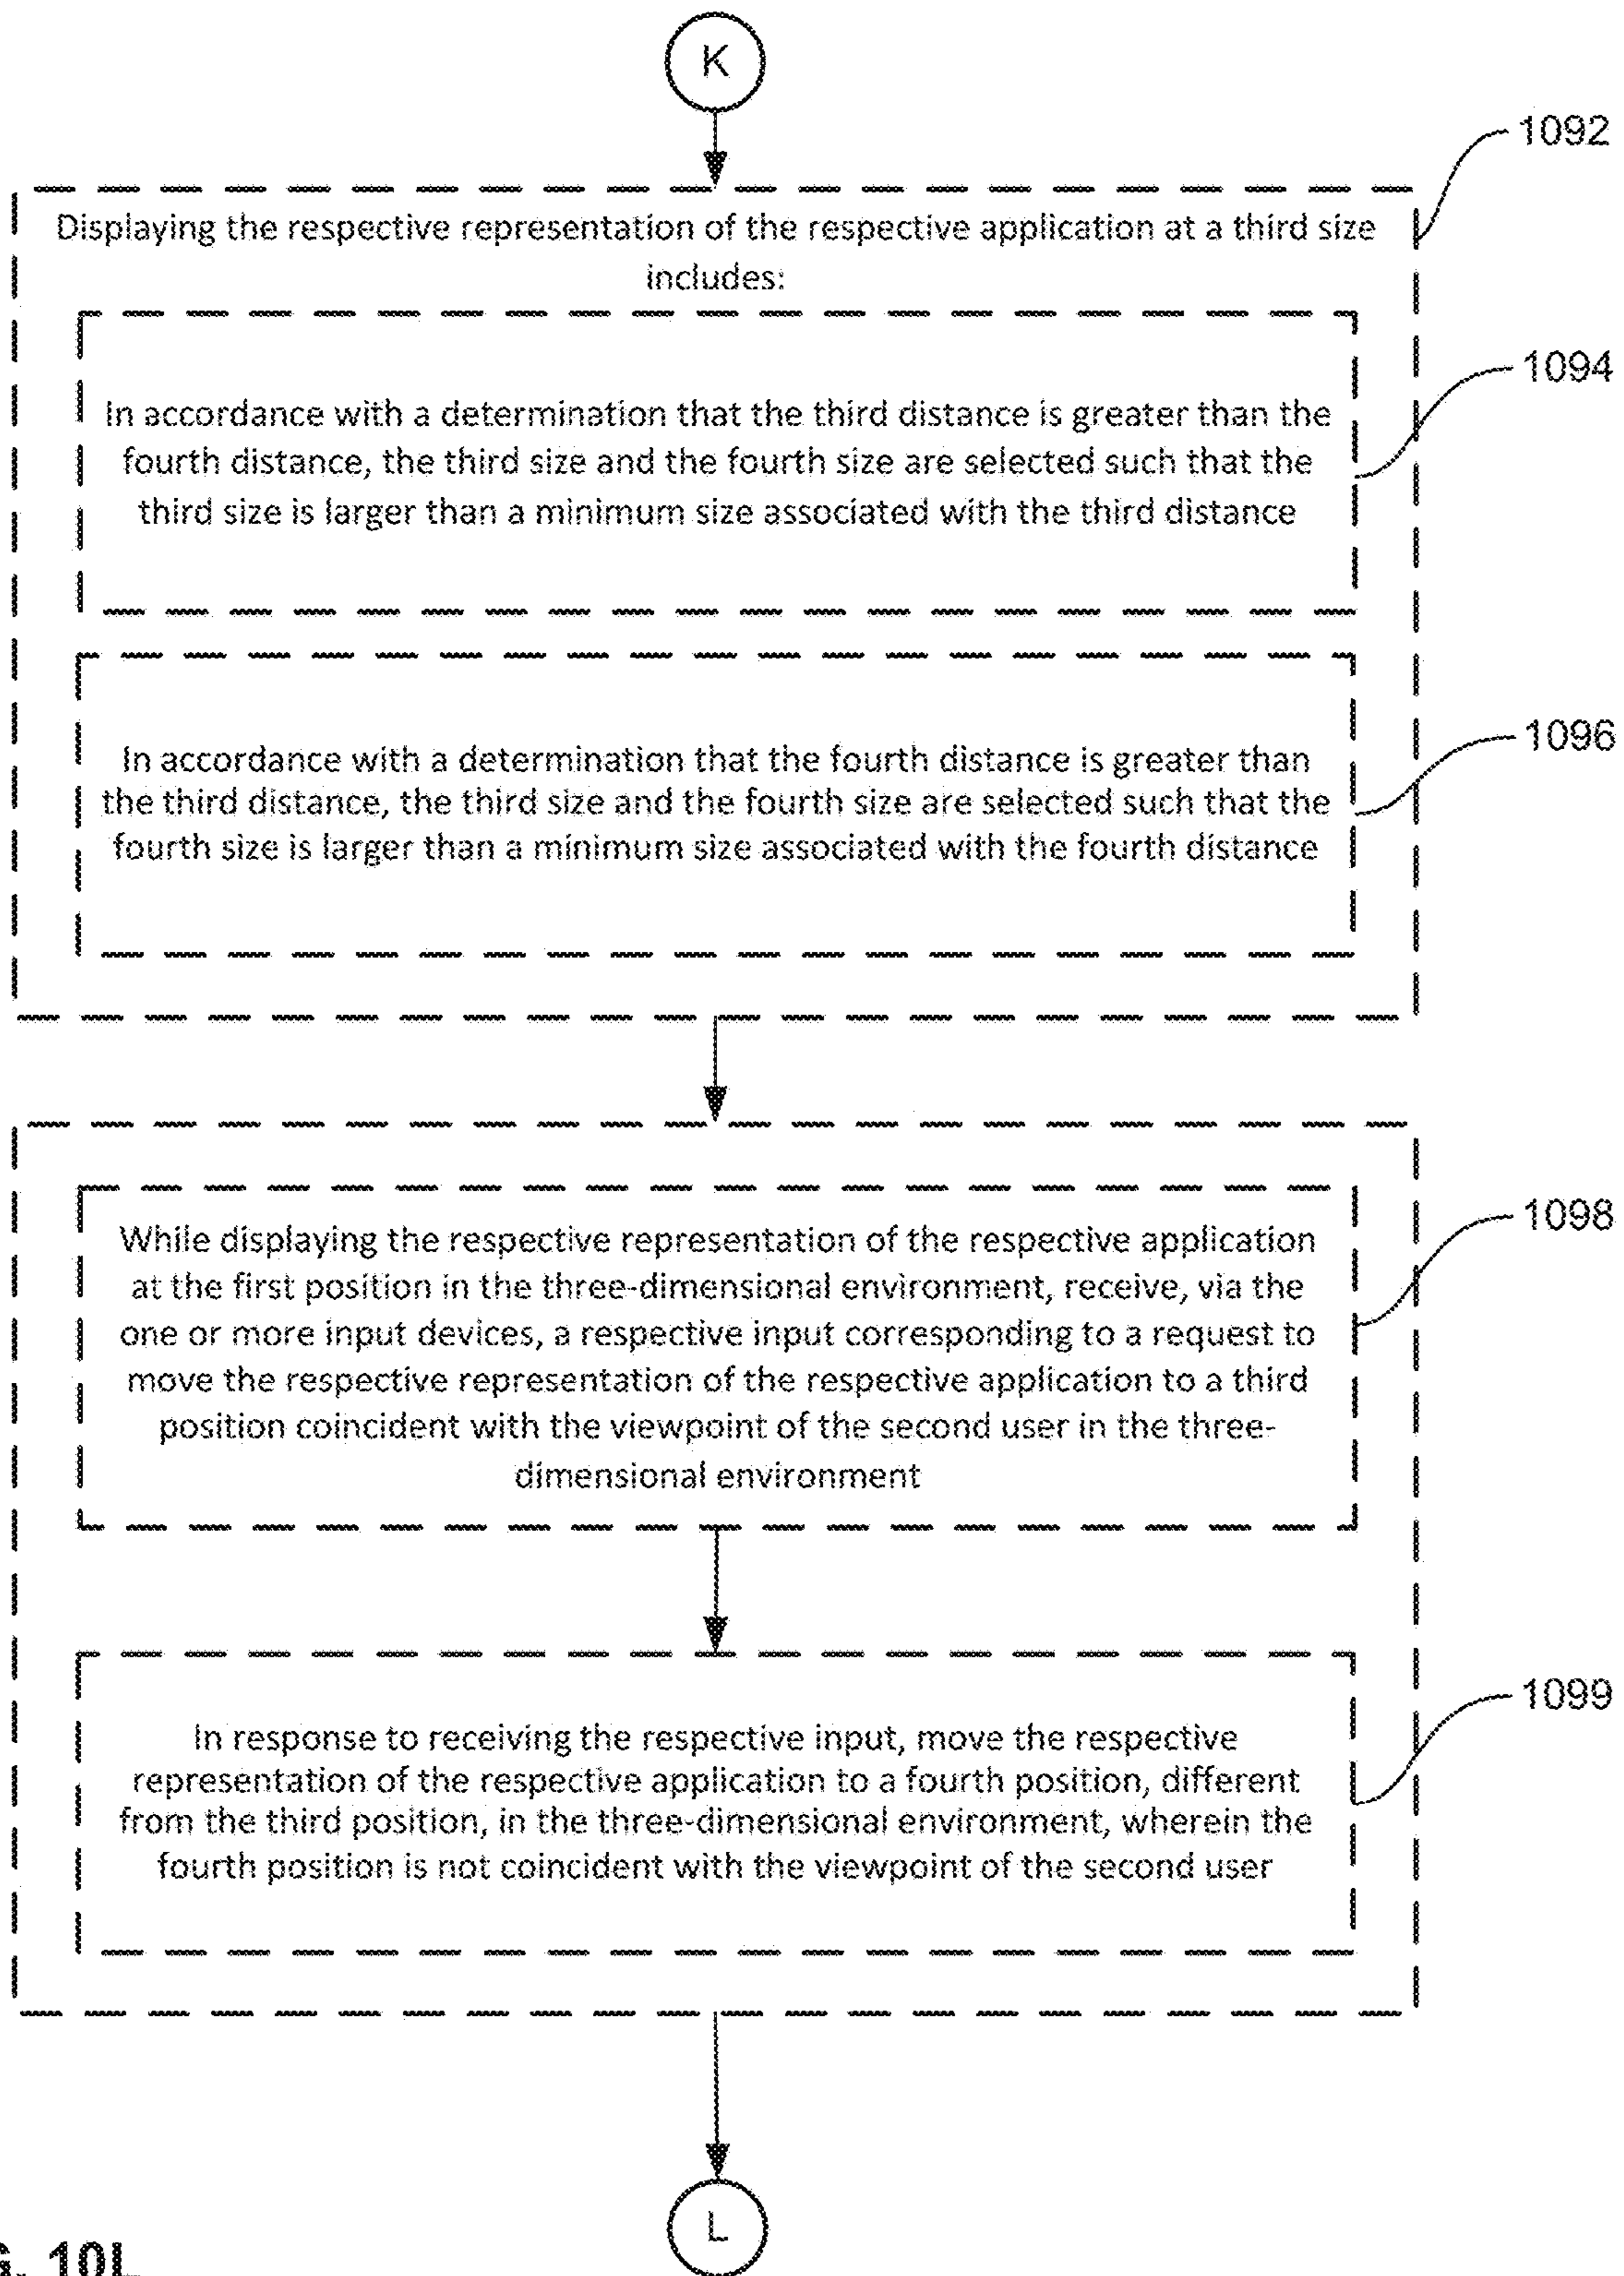 K
1092
Displaying the respective representation of the respective application at a third size
includes:
1094
In accordance with a determination that the third distance is greater than the
fourth distance, the third size and the fourth size are selected such that the
third size is larger than a minimum size associated with the third distance
1096
In accordance with a determination that the fourth distance is greater than
the third distance, the third size and the fourth size are selected such that the
fourth size is larger than a minimum size associated with the fourth distance
1098
While displaying the respective representation of the respective application
at the first position in the three-dimensional environment, receive, via the
one or more input devices, a respective input corresponding to a request to
move the respective representation of the respective application to a third
position coincident with the viewpoint of the second user in the three-
dimensional environment
1099
In response to receiving the respective input, move the respective
representation of the respective application to a fourth position, different
from the third position, in the three-dimensional environment, wherein the
fourth position is not coincident with the viewpoint of the second user
L